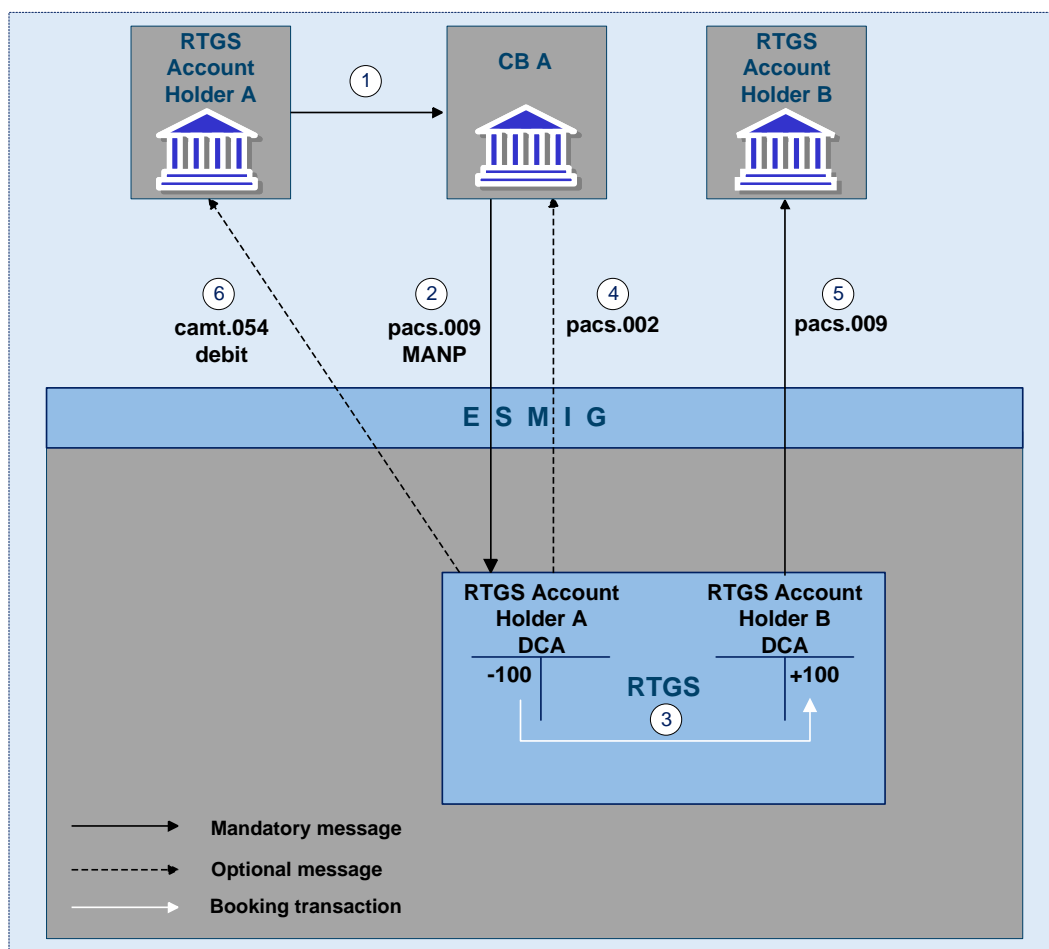 RTGS
Account
Holder A
CB A
RTGS
Account
Holder B
1
6
camt.054
debit
2
pacs.009
MANP
4
pacs.002
5
pacs.009
E S M I G
RTGS Account
Holder A
DCA
-100
RTGS Account
Holder B
DCA
+100
RTGS
3
Mandatory message
Optional message
Booking transaction